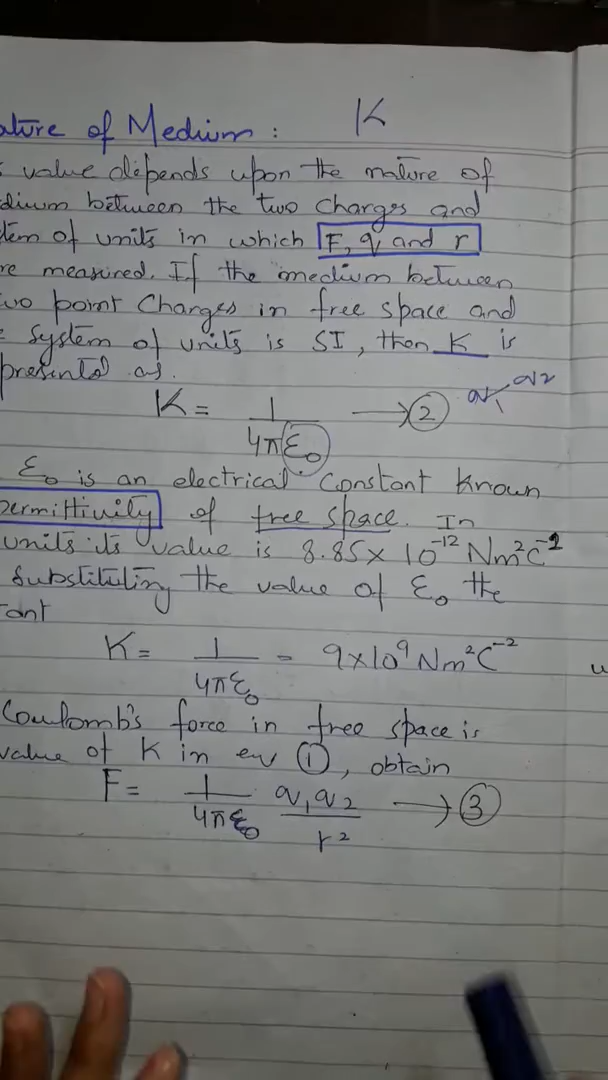 ature of Medium : K
value depends upon the nature of
dium between the two Charges and
tem of units in which F, q and r
re measured. If the medium between
wo point Charges in free space and
system of units is SI, then K is
presented as.
K = 1/4πε₀ → 2 q₁ q₂
ε₀ is an electrical Constant Known
permittivity of free space. In
units its value is 8.85 × 10⁻¹² Nm²C⁻²
Substituting the value of ε₀ the
tant
K = 1/4πε₀ = 9×10⁹ Nm²C⁻²
Coulomb's force in free space is
value of K in eq 1, obtain
F = 1/4πε₀ q₁q₂/r² → 3